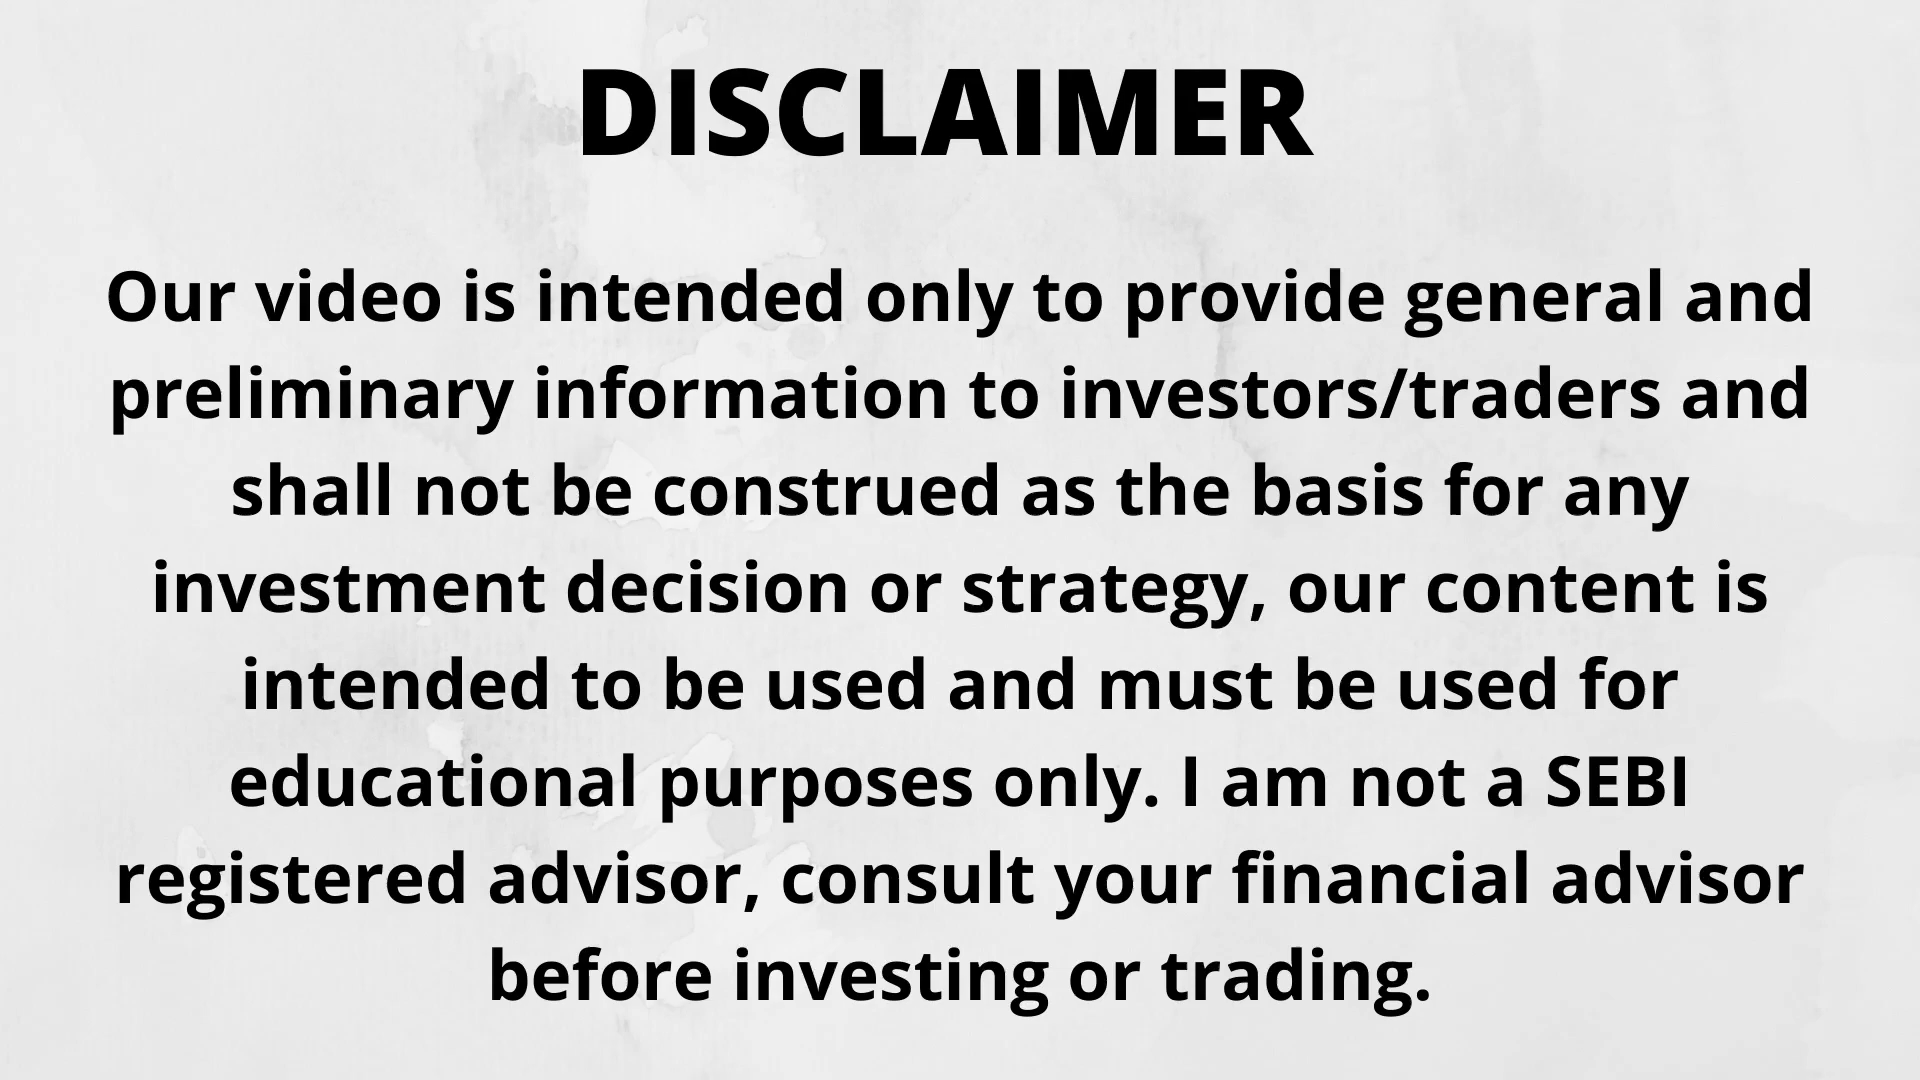 DISCLAIMER
Our video is intended only to provide general and
preliminary information to investors/traders and
shall not be construed as the basis for any
investment decision or strategy, our content is
intended to be used and must be used for
educational purposes only. I am not a SEBI
registered advisor, consult your financial advisor
before investing or trading.